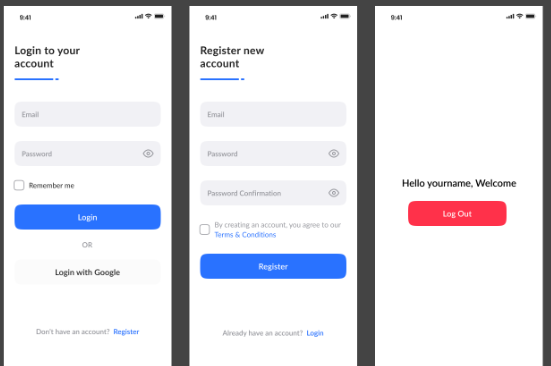 9:41
Login to your
account
Email
Password
Remember me
Login
OR
Login with Google
Don't have an account? Register
9:41
Register new
account
Email
Password
Password Confirmation
By creating an account, you agree to our
Terms & Conditions
Register
Already have an account? Login
9:41
Hello yourname, Welcome
Log Out